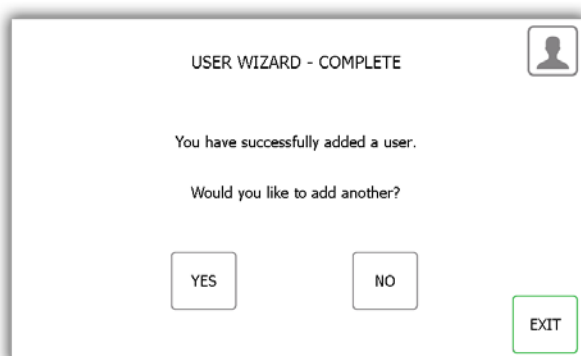 USER WIZARD - COMPLETE
You have successfully added a user.
Would you like to add another?
YES
NO
EXIT